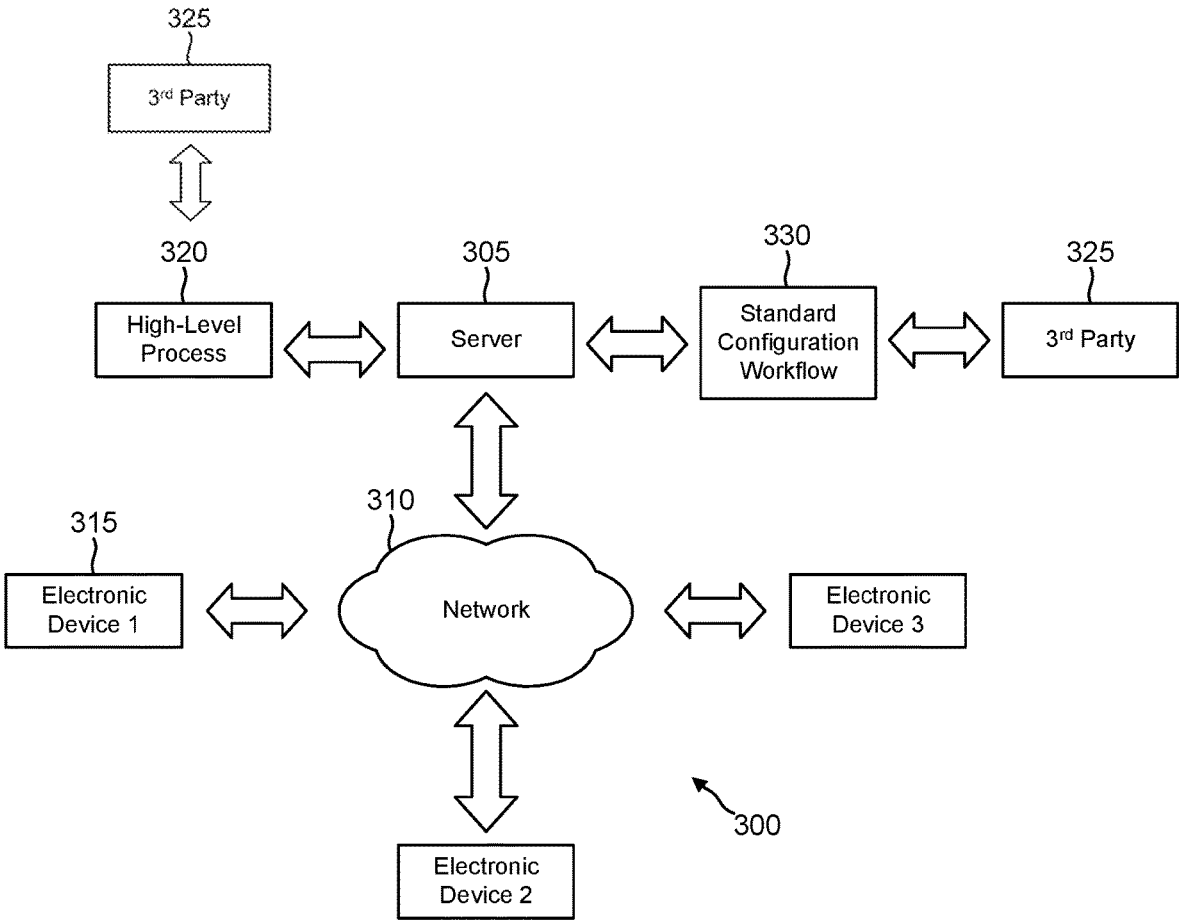 325
3rd Party
320
305
330
325
High-Level
Process
Server
Standard
Configuration
Workflow
3rd Party
310
315
Electronic
Device 1
Network
Electronic
Device 3
300
Electronic
Device 2